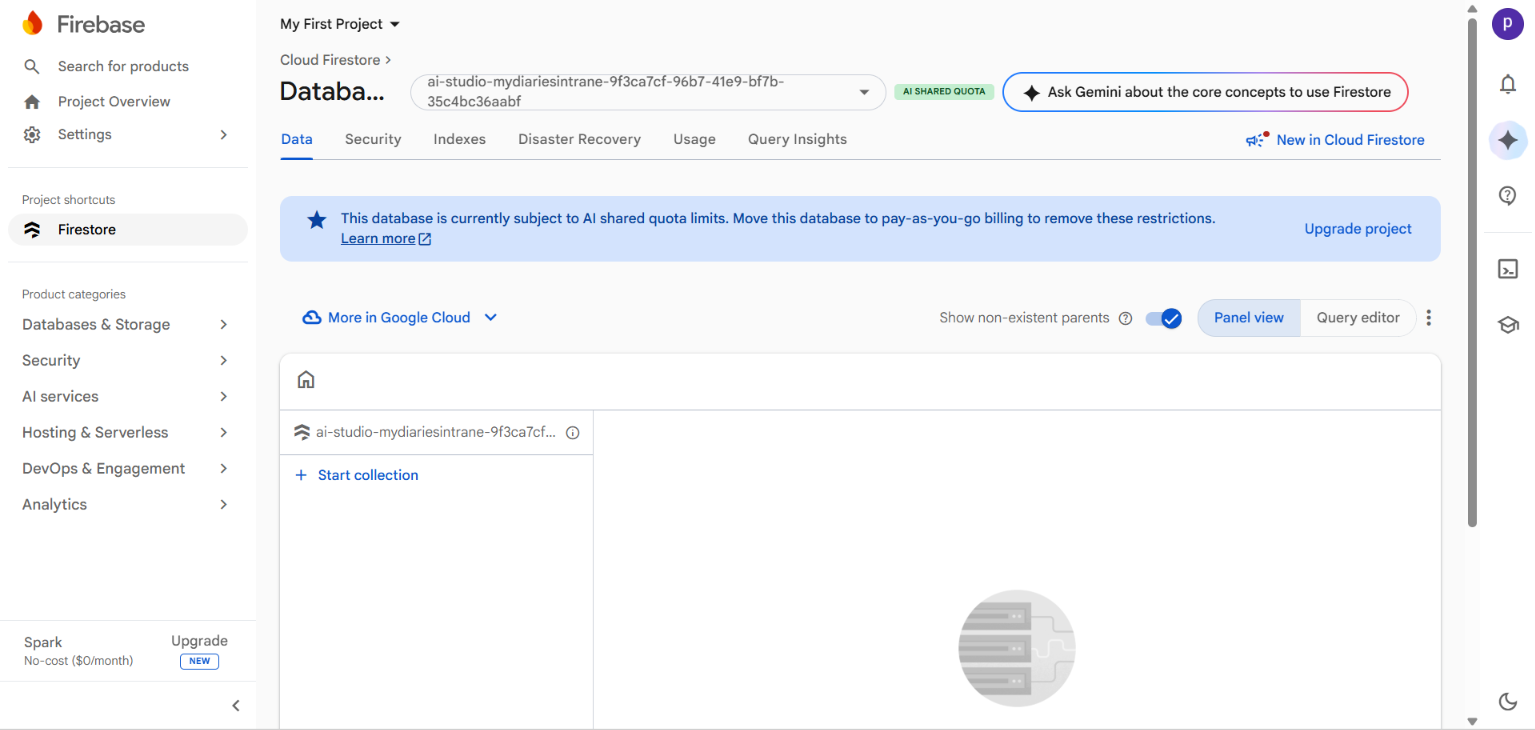 Firebase
Search for products
Project Overview
Settings
Project shortcuts
Firestore
Product categories
Databases & Storage
Security
AI services
Hosting & Serverless
DevOps & Engagement
Analytics
Spark
No-cost ($0/month)
Upgrade
NEW
My First Project
Cloud Firestore
Databa...
ai-studio-mydiariesintrane-9f3ca7cf-96b7-41e9-bf7b-
35c4bc36aabf
AI SHARED QUOTA
Ask Gemini about the core concepts to use Firestore
Data Security Indexes Disaster Recovery Usage Query Insights
New in Cloud Firestore
This database is currently subject to AI shared quota limits. Move this database to pay-as-you-go billing to remove these restrictions.
Learn more
Upgrade project
More in Google Cloud
Show non-existent parents
Panel view
Query editor
ai-studio-mydiariesintrane-9f3ca7cf...
+ Start collection
p